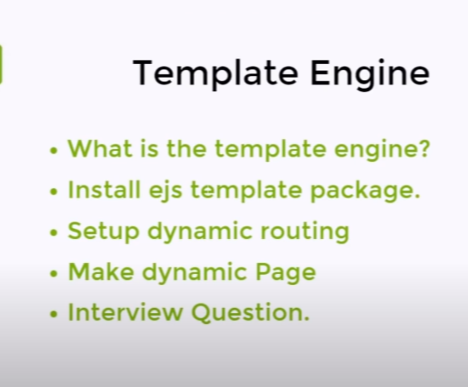 Template Engine
• What is the template engine?
• Install ejs template package.
• Setup dynamic routing
• Make dynamic Page
• Interview Question.